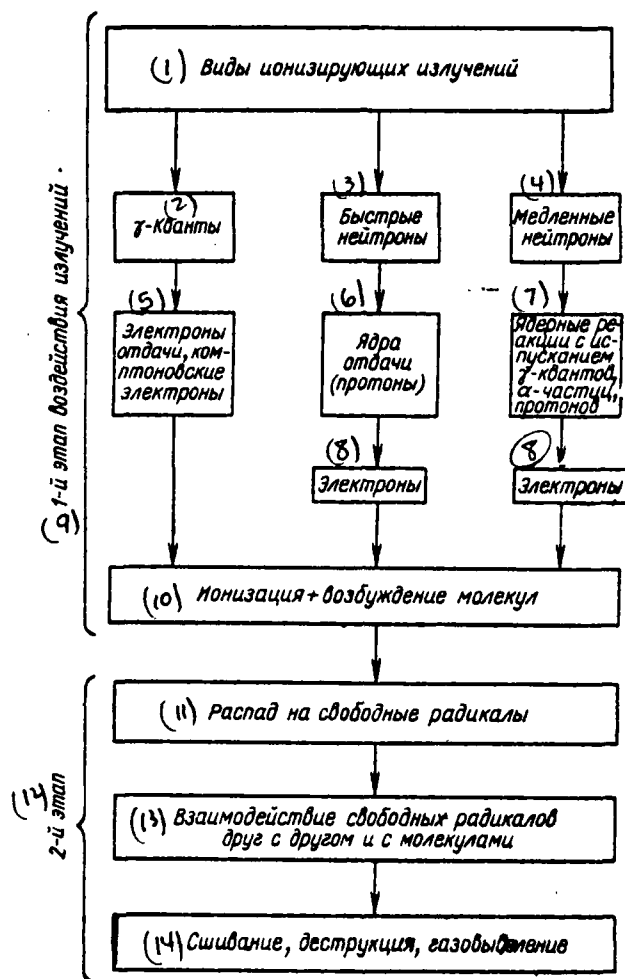 (1) Виды ионизирующих излучений
(2)
γ-кванты
(3)
Быстрые
нейтроны
(4)
Медленные
нейтроны
(5)
Электроны
отдачи, комп-
тоновские
электроны
(6)
Ядра
отдачи
(протоны)
(7)
Ядерные ре-
акции с ис-
пусканием
γ-квантов,
α-частиц,
протонов
(8)
Электроны
(8)
Электроны
(9) 1-й этап воздействия излучений.
(10) Ионизация + возбуждение молекул
(11) Распад на свободные радикалы
(12) 2-й этап
(13) Взаимодействие свободных радикалов
друг с другом и с молекулами
(14) Сшивание, деструкция, газовыделение